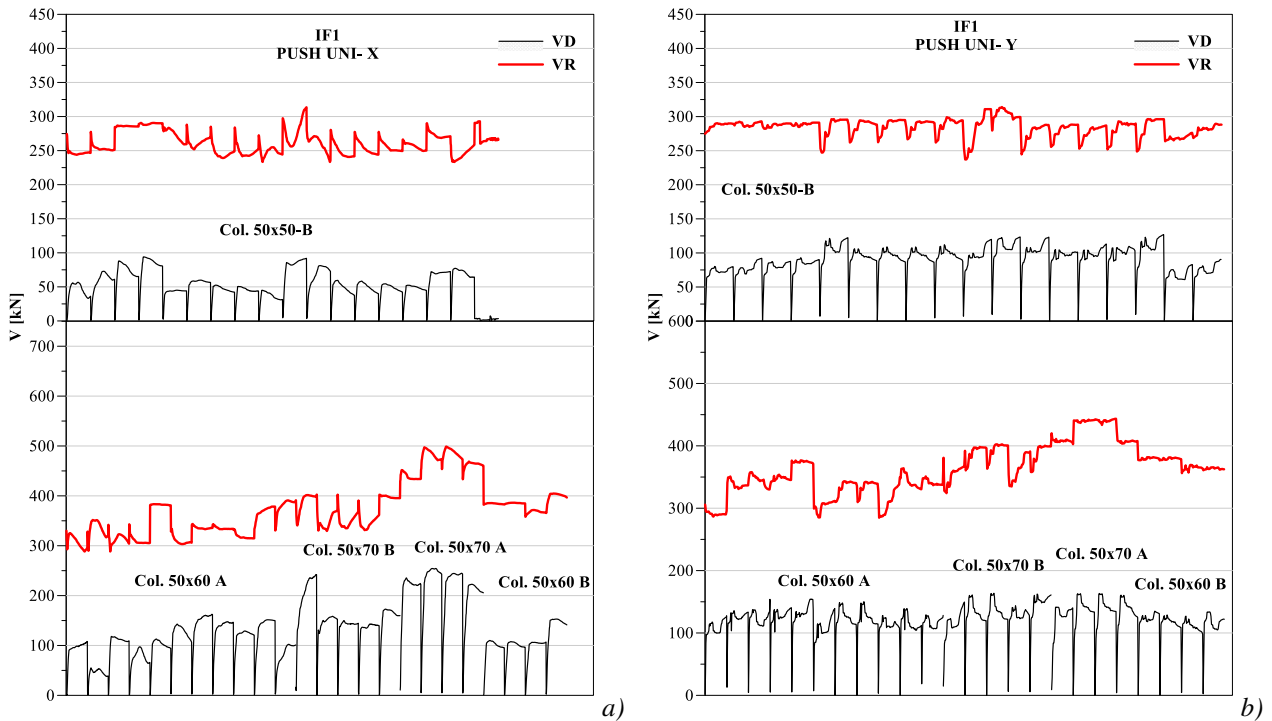 IF1
PUSH UNI- X
VD
VR
450
400
350
300
250
200
150
100
50
0
Col. 50x50-B
V [kN]
700
600
500
400
300
200
100
0
Col. 50x60 A
Col. 50x70 B
Col. 50x70 A
Col. 50x60 B
a)
IF1
PUSH UNI- Y
VD
VR
450
400
350
300
250
200
150
100
50
600
Col. 50x50-B
V [kN]
500
400
300
200
100
0
Col. 50x60 A
Col. 50x70 B
Col. 50x70 A
Col. 50x60 B
b)